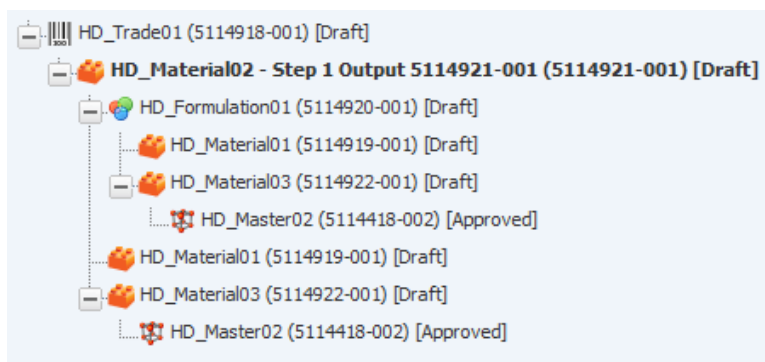 HD_Trade01 (5114918-001) [Draft]
HD_Material02 - Step 1 Output 5114921-001 (5114921-001) [Draft]
HD_Formulation01 (5114920-001) [Draft]
HD_Material01 (5114919-001) [Draft]
HD_Material03 (5114922-001) [Draft]
HD_Master02 (5114418-002) [Approved]
HD_Material01 (5114919-001) [Draft]
HD_Material03 (5114922-001) [Draft]
HD_Master02 (5114418-002) [Approved]